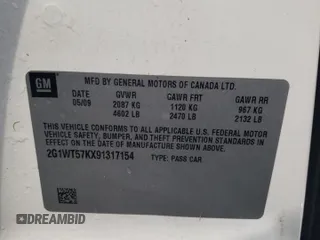 GM
MFD BY GENERAL MOTORS OF CANADA LTD.
DATE GVWR GAWR FRT GAWR RR
05/09 2087 KG 1120 KG 967 KG
4602 LB 2470 LB 2132 LB
THIS VEHICLE CONFORMS TO ALL APPLICABLE U.S. FEDERAL MOTOR
VEHICLE SAFETY, BUMPER, AND THEFT PREVENTION STANDARDS IN
EFFECT ON THE DATE OF MANUFACTURE SHOWN ABOVE.
2G1WT57KX91317154 TYPE: PASS CAR
DREAMBID